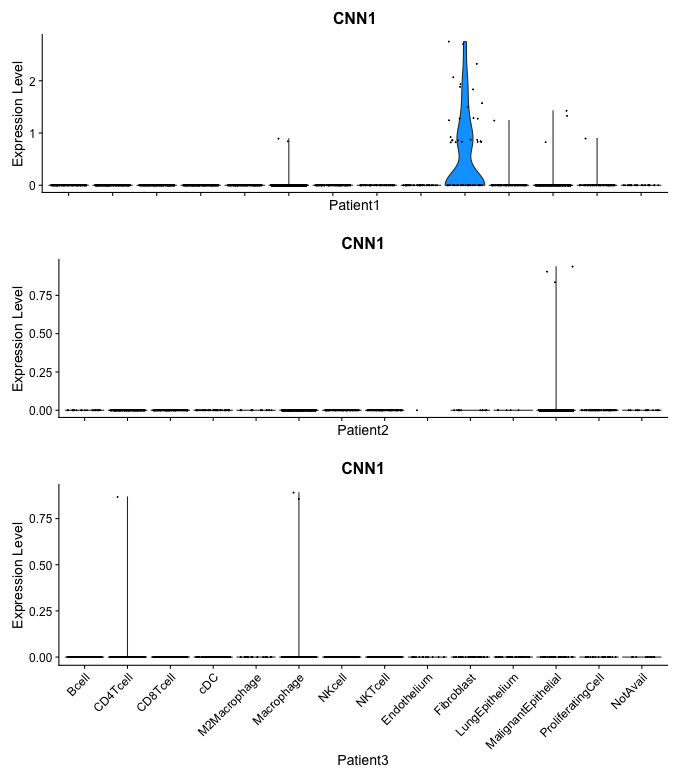 CNN1
Expression Level
2
1
0
Patient1
CNN1
Expression Level
0.75
0.50
0.25
0.00
Patient2
CNN1
Expression Level
0.75
0.50
0.25
0.00
Bcell
CD4Tcell
CD8Tcell
cDC
M2Macrophage
Macrophage
NKcell
NKTcell
Endothelium
Fibroblast
LungEpithelium
MalignantEpithelial
ProliferatingCell
NotAvail
Patient3